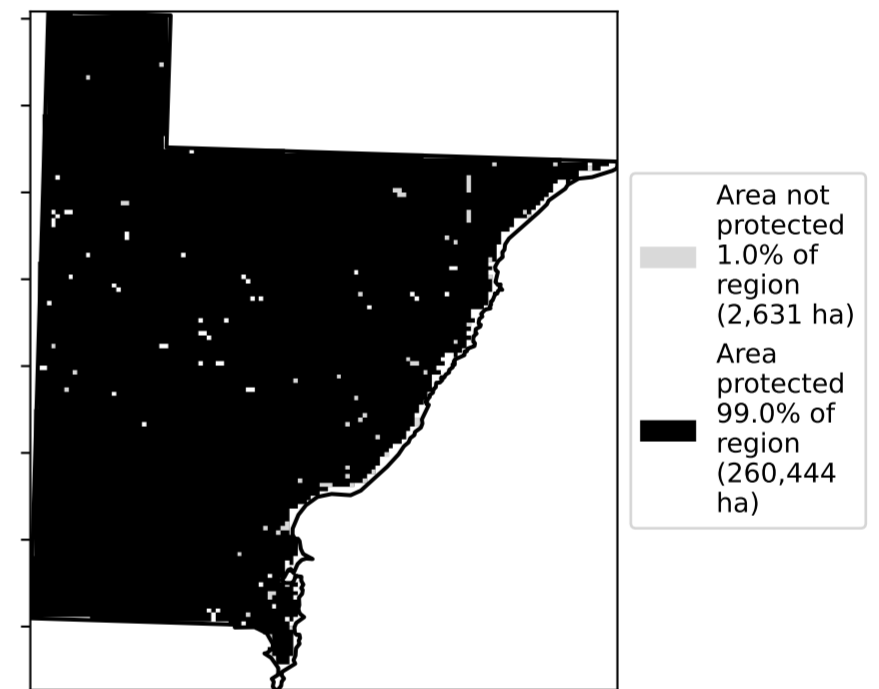 Area not
protected
1.0% of
region
(2,631 ha)
Area
protected
99.0% of
region
(260,444
ha)